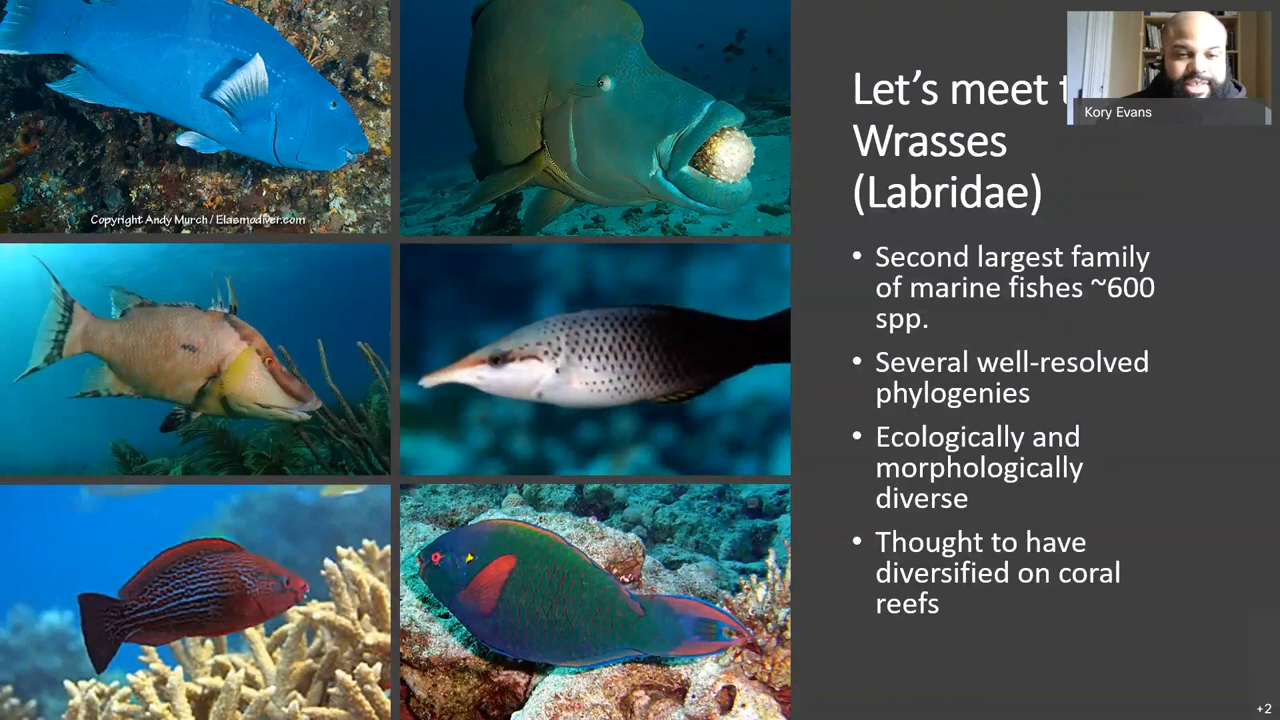 Let's meet t
Wrasses
(Labridae)
Kory Evans
• Second largest family
of marine fishes ~600
spp.
• Several well-resolved
phylogenies
• Ecologically and
morphologically
diverse
• Thought to have
diversified on coral
reefs
Copyright Andy Murch / Elasmodiver.com
+2